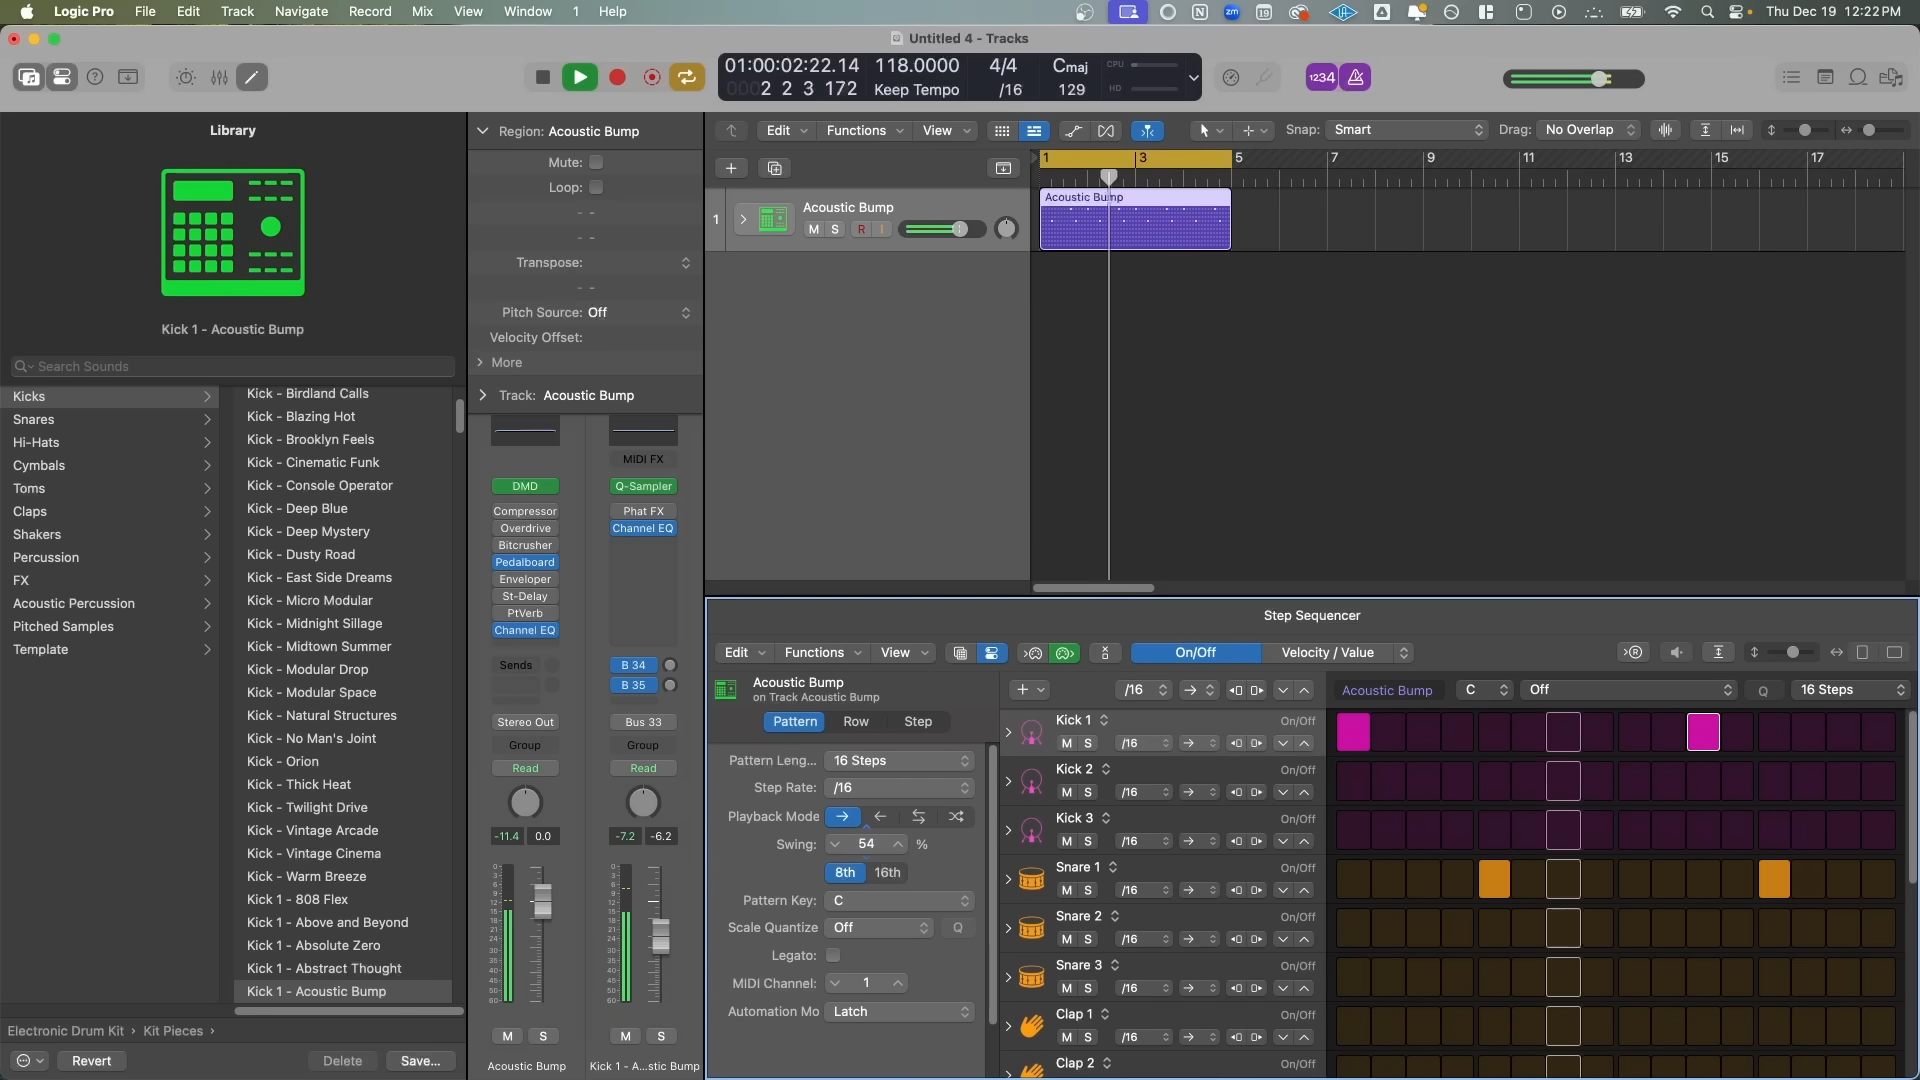 Logic Pro File Edit Track Navigate Record Mix View Window 1 Help
Thu Dec 19 12:22 PM
Untitled 4 - Tracks
01:00:02:22.14 118.0000 4/4 Cmaj CPU
0002 2 3 172 Keep Tempo /16 129 HD
1234
Library
Kick 1 - Acoustic Bump
Search Sounds
Kicks
Snares
Hi-Hats
Cymbals
Toms
Claps
Shakers
Percussion
FX
Acoustic Percussion
Pitched Samples
Template
Kick - Birdland Calls
Kick - Blazing Hot
Kick - Brooklyn Feels
Kick - Cinematic Funk
Kick - Console Operator
Kick - Deep Blue
Kick - Deep Mystery
Kick - Dusty Road
Kick - East Side Dreams
Kick - Micro Modular
Kick - Midnight Sillage
Kick - Midtown Summer
Kick - Modular Drop
Kick - Modular Space
Kick - Natural Structures
Kick - No Man's Joint
Kick - Orion
Kick - Thick Heat
Kick - Twilight Drive
Kick - Vintage Arcade
Kick - Vintage Cinema
Kick - Warm Breeze
Kick 1 - 808 Flex
Kick 1 - Above and Beyond
Kick 1 - Absolute Zero
Kick 1 - Abstract Thought
Kick 1 - Acoustic Bump
Electronic Drum Kit › Kit Pieces ›
Revert Delete Save...
Region: Acoustic Bump
Mute:
Loop:
Transpose:
Pitch Source: Off
Velocity Offset:
More
Track: Acoustic Bump
MIDI FX
DMD Q-Sampler
Compressor Phat FX
Overdrive Channel EQ
Bitcrusher
Pedalboard
Enveloper
St-Delay
PtVerb
Channel EQ
Sends B 34
B 35
Stereo Out Bus 33
Group Group
Read Read
-11.4 0.0 -7.2 -6.2
M S M S
Acoustic Bump Kick 1 - A...stic Bump
Edit Functions View Snap: Smart Drag: No Overlap
1 3 5 7 9 11 13 15 17
1 Acoustic Bump
M S R I
Acoustic Bump
Step Sequencer
Edit Functions View On/Off Velocity / Value
Acoustic Bump
on Track Acoustic Bump
Pattern Row Step
Pattern Leng... 16 Steps
Step Rate: /16
Playback Mode
Swing: 54 %
8th 16th
Pattern Key: C
Scale Quantize Off Q
Legato:
MIDI Channel: 1
Automation Mo Latch
/16 Acoustic Bump C Off Q 16 Steps
Kick 1 On/Off
M S /16
Kick 2 On/Off
M S /16
Kick 3 On/Off
M S /16
Snare 1 On/Off
M S /16
Snare 2 On/Off
M S /16
Snare 3 On/Off
M S /16
Clap 1 On/Off
M S /16
Clap 2 On/Off